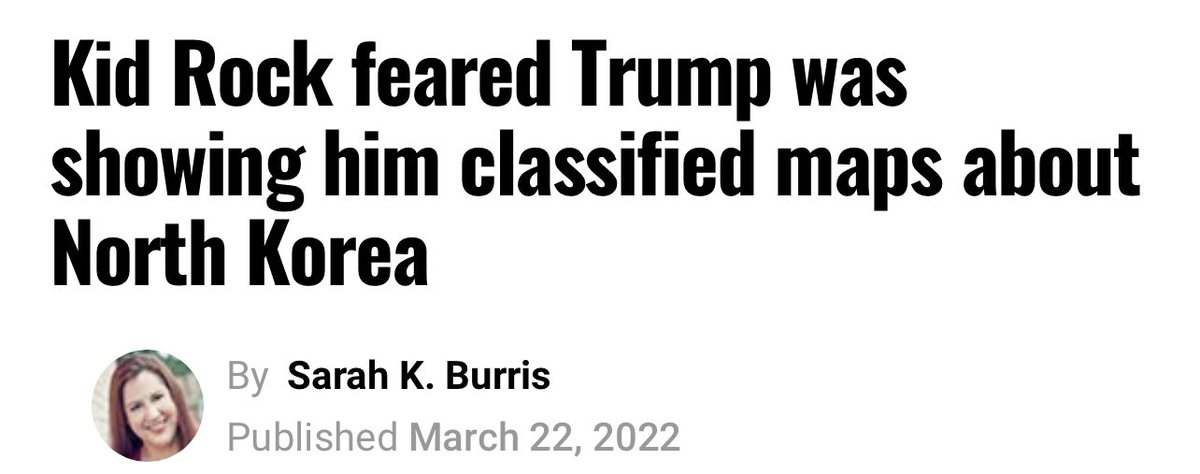 Kid Rock feared Trump was
showing him classified maps about
North Korea
By Sarah K. Burris
Published March 22, 2022